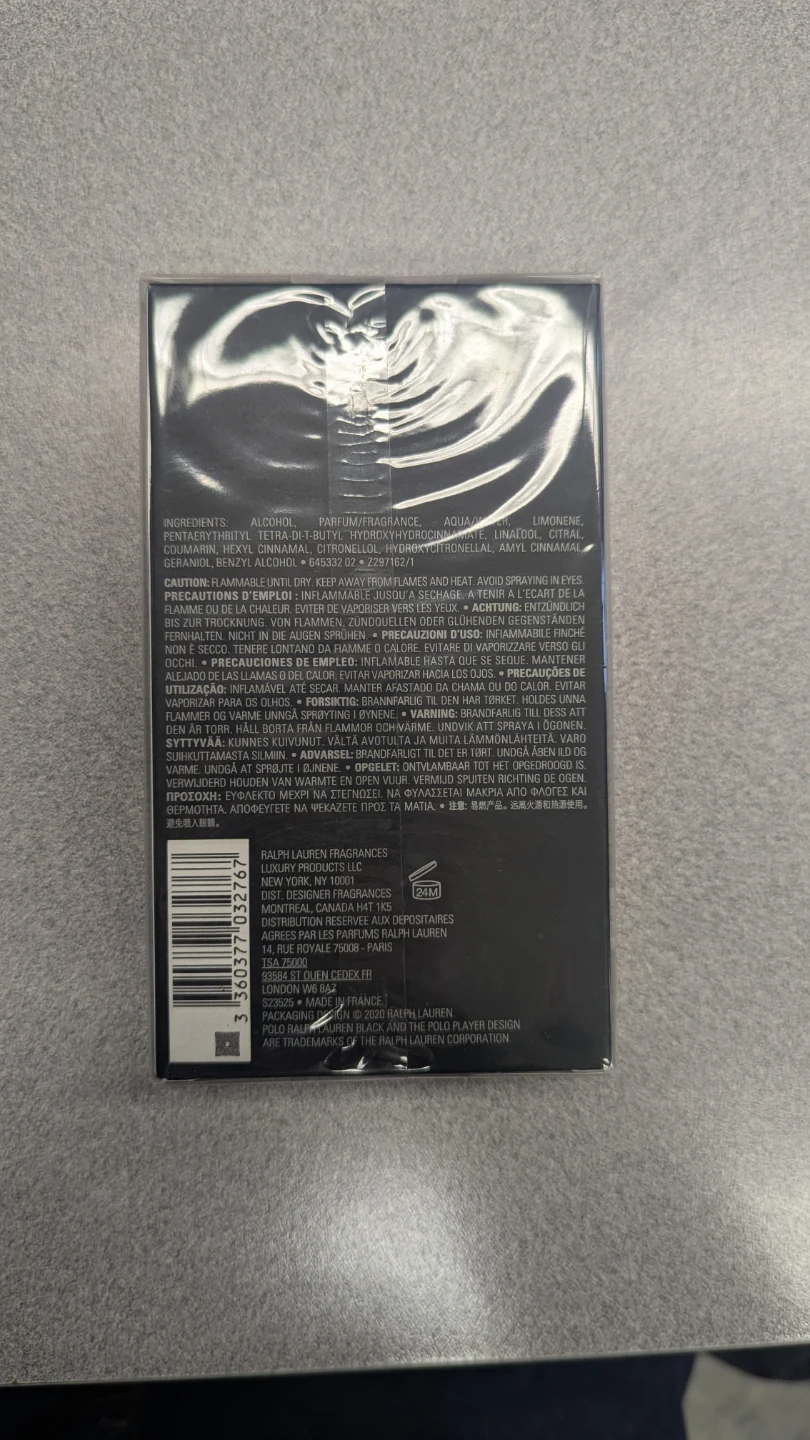 INGREDIENTS: ALCOHOL, PARFUM/FRAGRANCE, AQUA/WATER, LIMONENE,
PENTAERYTHRITYL TETRA-DI-T-BUTYL HYDROXYHYDROCINNAMATE, LINALOOL, CITRAL,
COUMARIN, HEXYL CINNAMAL, CITRONELLOL, HYDROXYCITRONELLAL, AMYL CINNAMAL,
GERANIOL, BENZYL ALCOHOL • 645332 02 • Z297162/1
CAUTION: FLAMMABLE UNTIL DRY. KEEP AWAY FROM FLAMES AND HEAT. AVOID SPRAYING IN EYES.
PRECAUTIONS D'EMPLOI : INFLAMMABLE JUSQU'A SECHAGE. A TENIR A L'ECART DE LA
FLAMME OU DE LA CHALEUR. EVITER DE VAPORISER VERS LES YEUX. • ACHTUNG: ENTZÜNDLICH
BIS ZUR TROCKNUNG. VON FLAMMEN, ZÜNDQUELLEN ODER GLÜHENDEN GEGENSTÄNDEN
FERNHALTEN. NICHT IN DIE AUGEN SPRÜHEN. • PRECAUZIONI D'USO: INFIAMMABILE FINCHÉ
NON È SECCO. TENERE LONTANO DA FIAMME O CALORE. EVITARE DI VAPORIZZARE VERSO GLI
OCCHI. • PRECAUCIONES DE EMPLEO: INFLAMABLE HASTA QUE SE SEQUE. MANTENER
ALEJADO DE LAS LLAMAS O DEL CALOR. EVITAR VAPORIZAR HACIA LOS OJOS. • PRECAUÇÕES DE
UTILIZAÇÃO: INFLAMÁVEL ATÉ SECAR. MANTER AFASTADO DA CHAMA OU DO CALOR. EVITAR
VAPORIZAR PARA OS OLHOS. • FORSIKTIG: BRANNFARLIG TIL DEN HAR TØRKET. HOLDES UNNA
FLAMMER OG VARME UNNGÅ SPRØYTING I ØYNENE. • VARNING: BRANDFARLIG TILL DESS ATT
DEN ÄR TORR. HÅLL BORTA FRÅN FLAMMOR OCH VÄRME. UNDVIK ATT SPRAYA I ÖGONEN.
SYTTYVÄÄ: KUNNES KUIVUNUT. VÄLTÄ AVOTULTA JA MUITA LÄMMÖNLÄHTEITÄ. VARO
SUIHKUTTAMASTA SILMIIN. • ADVARSEL: BRANDFARLIGT TIL DET ER TØRT. UNDGÅ ÅBEN ILD OG
VARME. UNDGÅ AT SPRØJTE I ØJNENE. • OPGELET: ONTVLAMBAAR TOT HET OPGEDROOGD IS.
VERWIJDERD HOUDEN VAN WARMTE EN OPEN VUUR. VERMIJD SPUITEN RICHTING DE OGEN.
ΠΡΟΣΟΧΗ: ΕΥΦΛΕΚΤΟ ΜΕΧΡΙ ΝΑ ΣΤΕΓΝΩΣΕΙ. ΝΑ ΦΥΛΑΣΣΕΤΑΙ ΜΑΚΡΙΑ ΑΠΟ ΦΛΟΓΕΣ ΚΑΙ
ΘΕΡΜΟΤΗΤΑ. ΑΠΟΦΕΥΓΕΤΕ ΝΑ ΨΕΚΑΖΕΤΕ ΠΡΟΣ ΤΑ ΜΑΤΙΑ. • 注意: 易燃产品。远离火源和热源使用。
避免喷入眼睛。
3 360377 032767
RALPH LAUREN FRAGRANCES
LUXURY PRODUCTS LLC
NEW YORK, NY 10001
DIST. DESIGNER FRAGRANCES
MONTREAL, CANADA H4T 1K5
DISTRIBUTION RESERVEE AUX DEPOSITAIRES
AGREES PAR LES PARFUMS RALPH LAUREN
14, RUE ROYALE 75008 - PARIS
TSA 75000
93584 ST OUEN CEDEX FR
LONDON W6 8AZ
S23525 • MADE IN FRANCE.
PACKAGING DESIGN © 2020 RALPH LAUREN.
POLO RALPH LAUREN BLACK AND THE POLO PLAYER DESIGN
ARE TRADEMARKS OF THE RALPH LAUREN CORPORATION.
24M